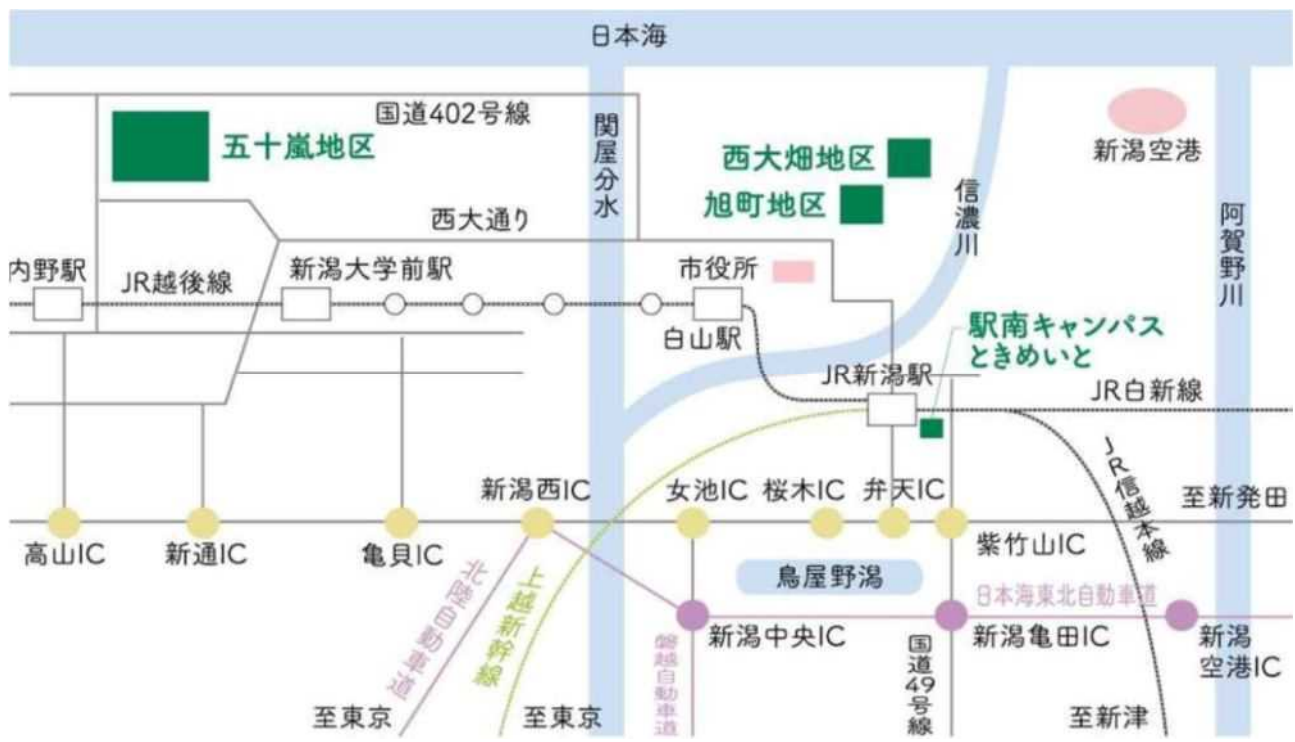 日本海
国道402号線
五十嵐地区
関屋分水
西大畑地区
旭町地区
信濃川
新潟空港
阿賀野川
西大通り
内野駅
JR越後線
新潟大学前駅
市役所
白山駅
駅南キャンパス
ときめいと
JR新潟駅
JR白新線
JR信越本線
新潟西IC
女池IC
桜木IC
弁天IC
至新発田
高山IC
新通IC
亀貝IC
紫竹山IC
鳥屋野潟
北陸自動車道
上越新幹線
日本海東北自動車道
新潟中央IC
新潟亀田IC
新潟
空港IC
磐越自動車道
国道49号線
至東京
至東京
至新津